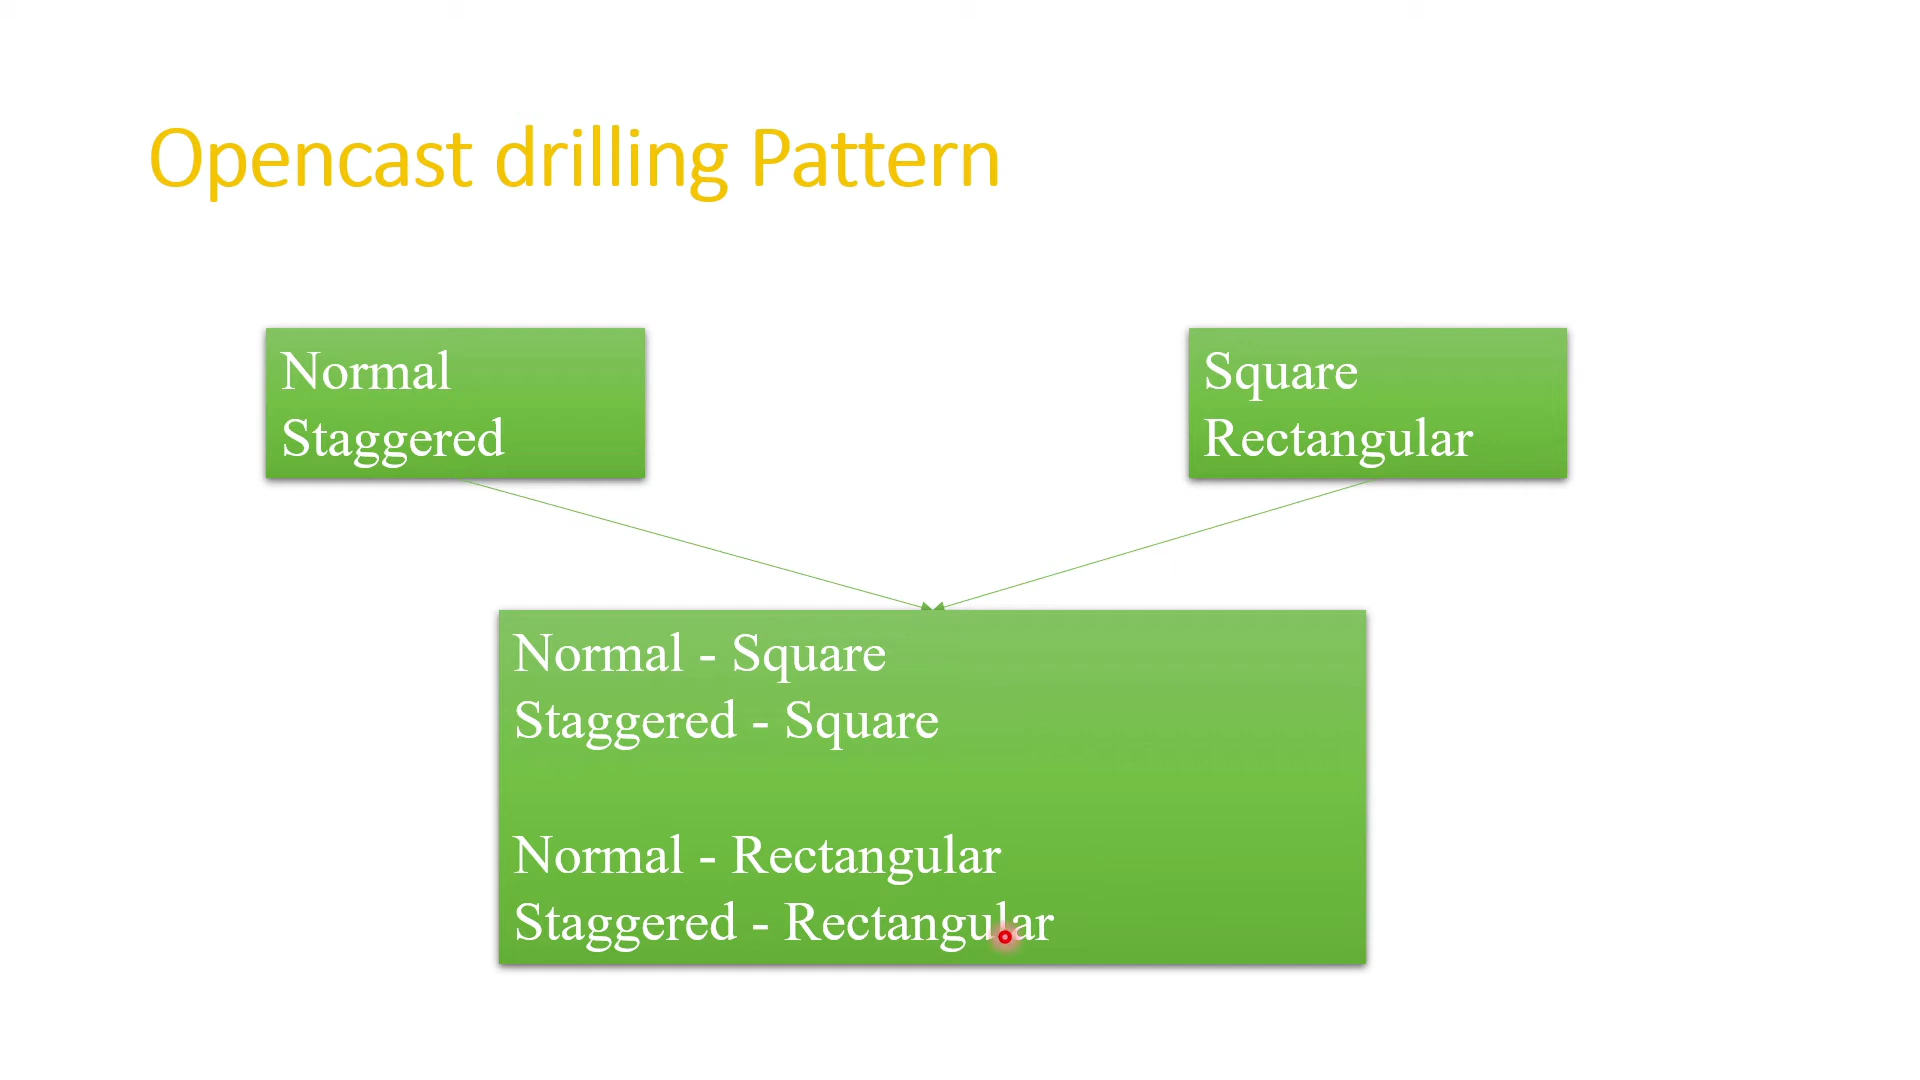 Opencast drilling Pattern
Normal
Staggered
Square
Rectangular
Normal - Square
Staggered - Square
Normal - Rectangular
Staggered - Rectangular